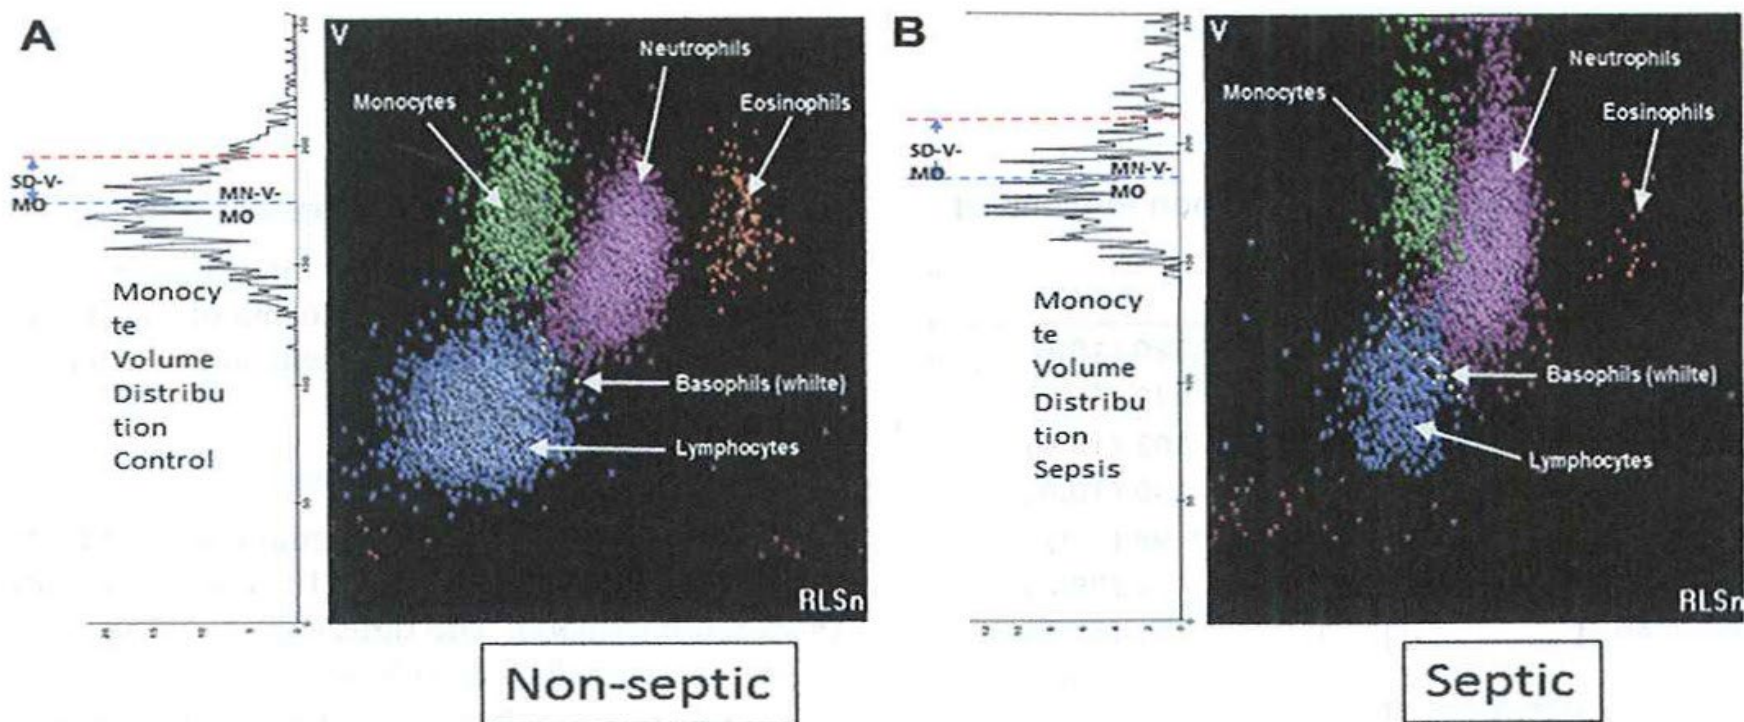 A
V
Neutrophils
Monocytes
Eosinophils
SD-V-
MO
MN-V-
MO
Monocy
te
Volume
Distribu
tion
Control
Basophils (whilte)
Lymphocytes
RLSn
Non-septic
B
V
Neutrophils
Monocytes
Eosinophils
SD-V-
MO
MN-V-
MO
Monocy
te
Volume
Distribu
tion
Sepsis
Basophils (whilte)
Lymphocytes
RLSn
Septic